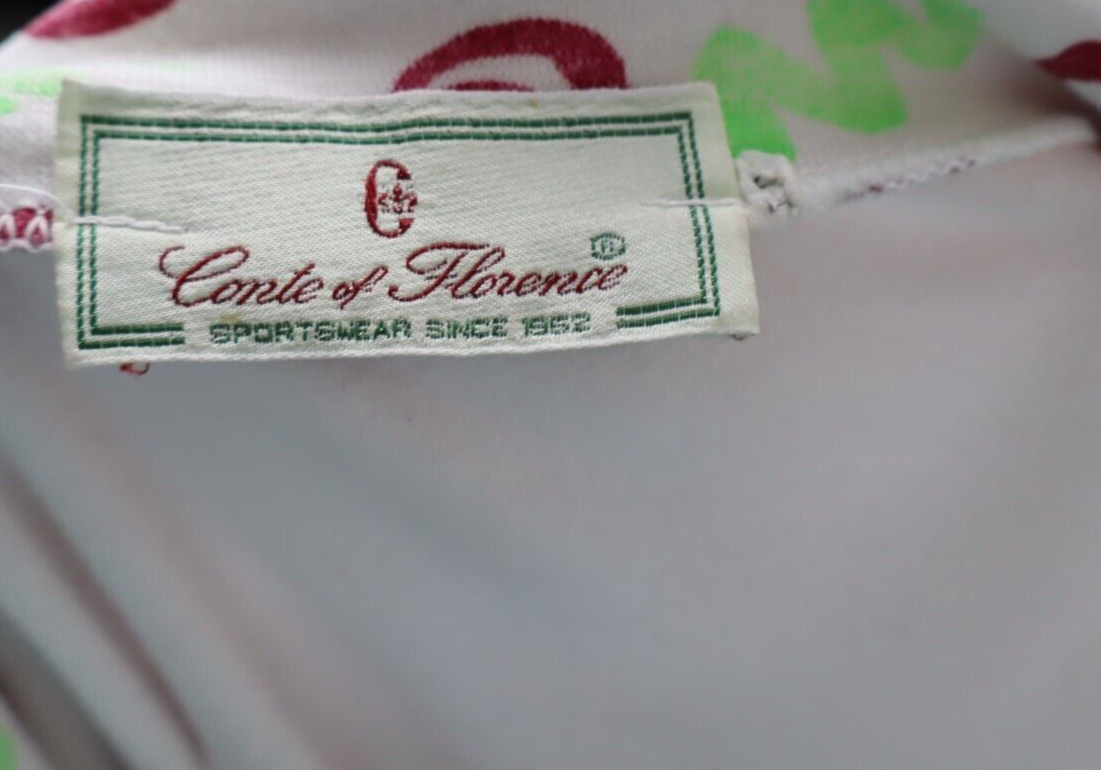 C
Conte of Florence ®
SPORTSWEAR SINCE 1952